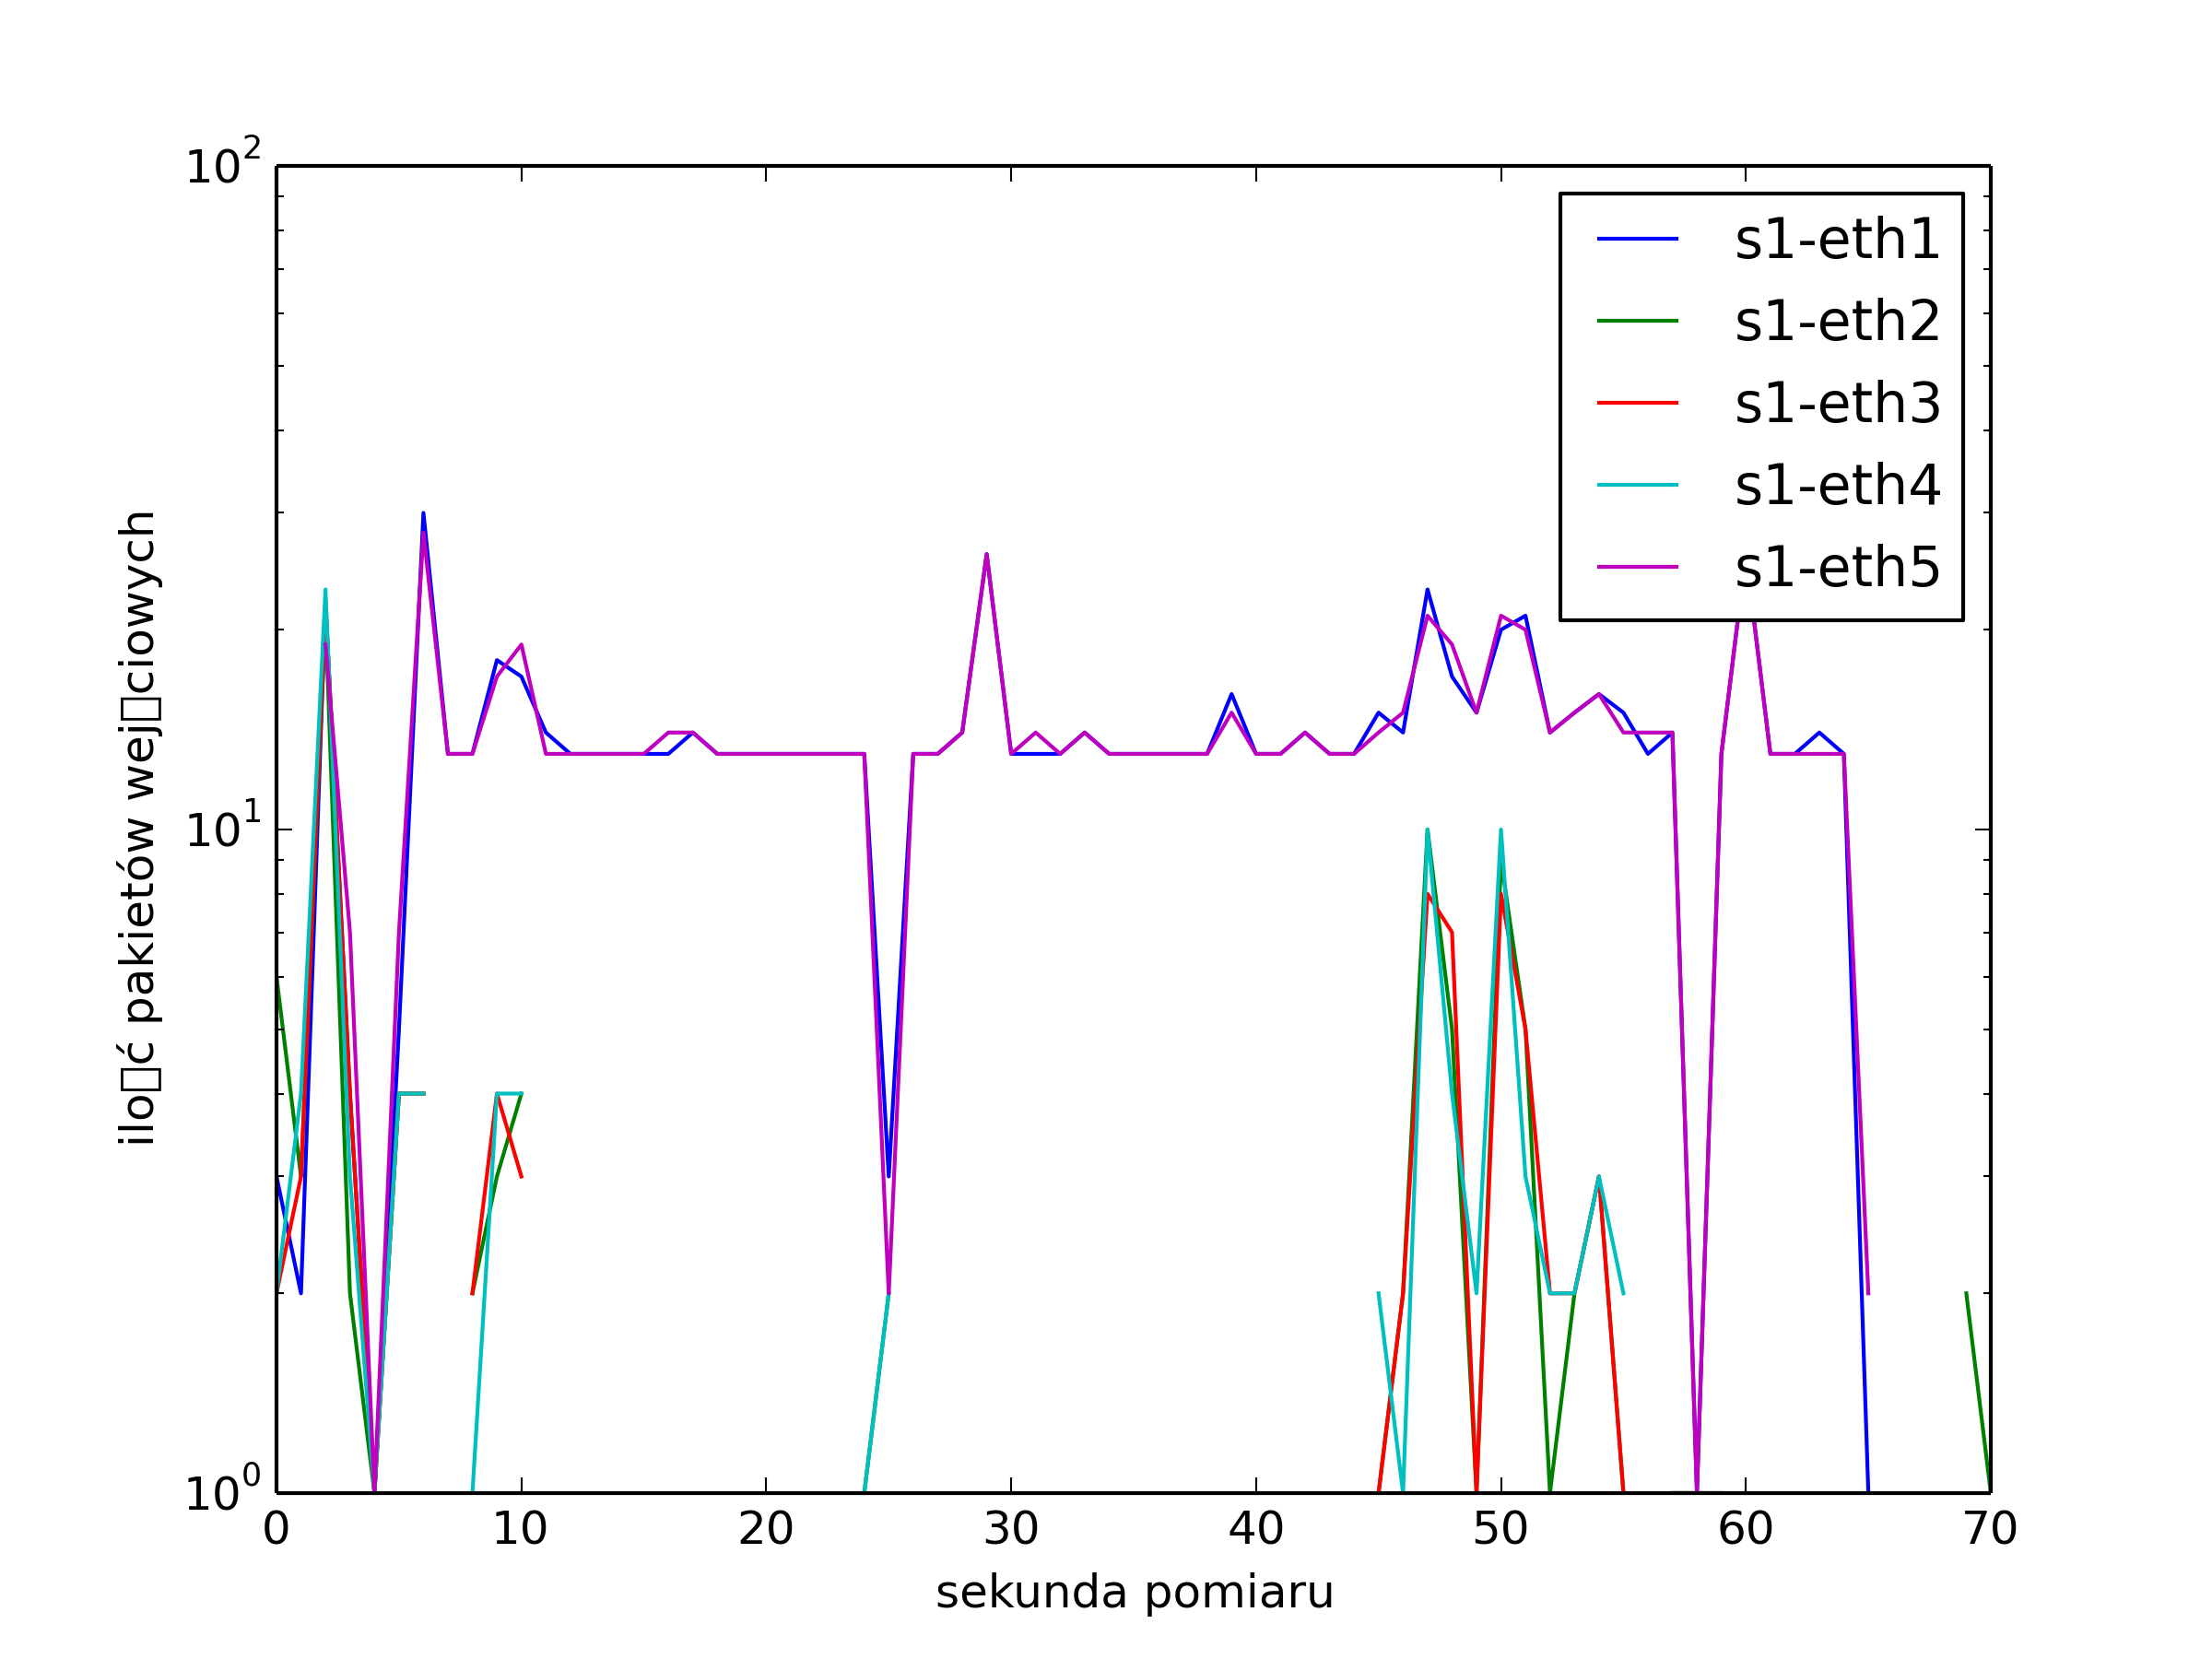 10²
10¹
10⁰
ilo▯ć pakietów wej▯ciowych
s1-eth1
s1-eth2
s1-eth3
s1-eth4
s1-eth5
0 10 20 30 40 50 60 70
sekunda pomiaru